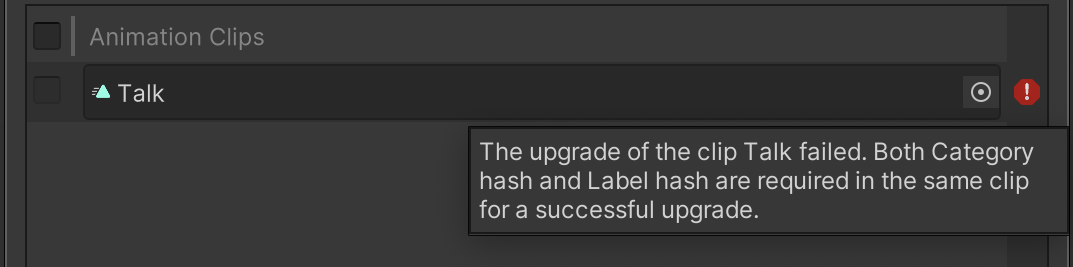 Animation Clips
Talk
The upgrade of the clip Talk failed. Both Category
hash and Label hash are required in the same clip
for a successful upgrade.